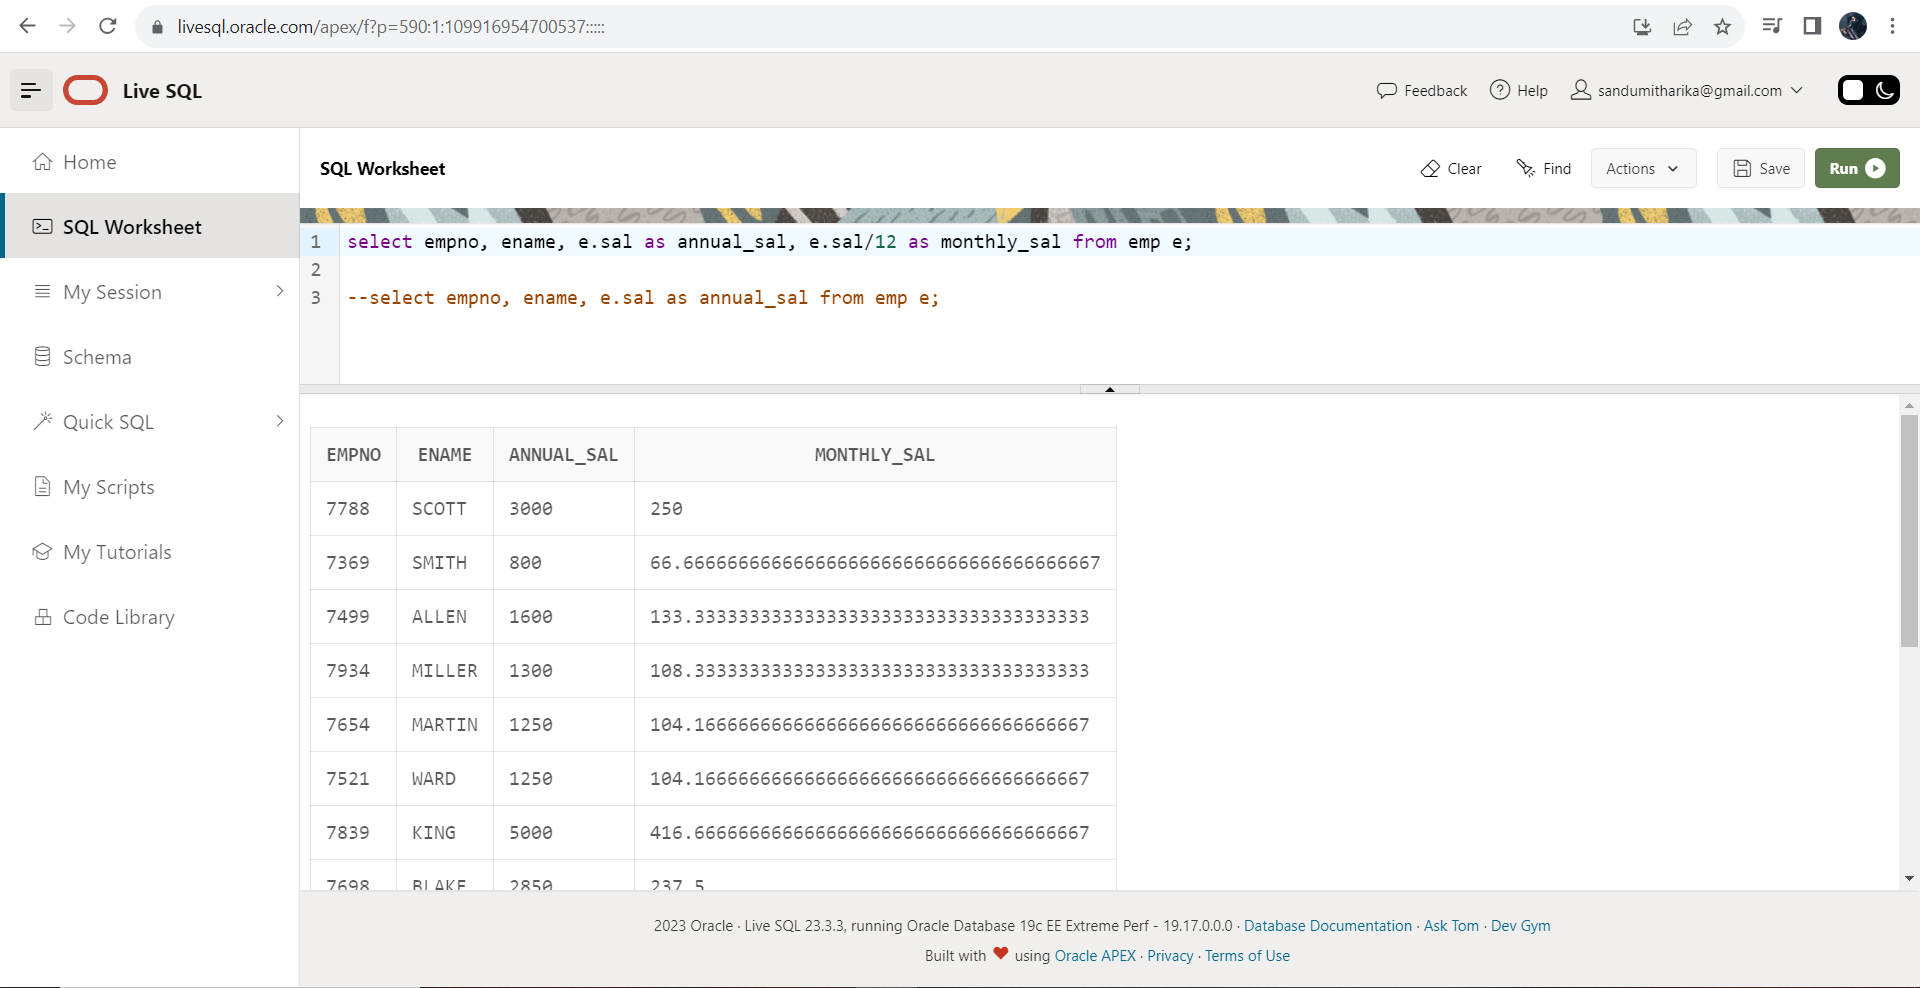 livesql.oracle.com/apex/f?p=590:1:109916954700537:::::
Live SQL
Feedback
Help
sandumitharika@gmail.com
Home
SQL Worksheet
My Session
Schema
Quick SQL
My Scripts
My Tutorials
Code Library
SQL Worksheet
Clear
Find
Actions
Save
Run
1 select empno, ename, e.sal as annual_sal, e.sal/12 as monthly_sal from emp e;
2
3 --select empno, ename, e.sal as annual_sal from emp e;
EMPNO ENAME ANNUAL_SAL MONTHLY_SAL
7788 SCOTT 3000 250
7369 SMITH 800 66.66666666666666666666666666666666666667
7499 ALLEN 1600 133.333333333333333333333333333333333333
7934 MILLER 1300 108.333333333333333333333333333333333333
7654 MARTIN 1250 104.166666666666666666666666666666666667
7521 WARD 1250 104.166666666666666666666666666666666667
7839 KING 5000 416.666666666666666666666666666666666667
7698 BLAKE 2850 237.5
2023 Oracle · Live SQL 23.3.3, running Oracle Database 19c EE Extreme Perf - 19.17.0.0.0 · Database Documentation · Ask Tom · Dev Gym
Built with ❤ using Oracle APEX · Privacy · Terms of Use